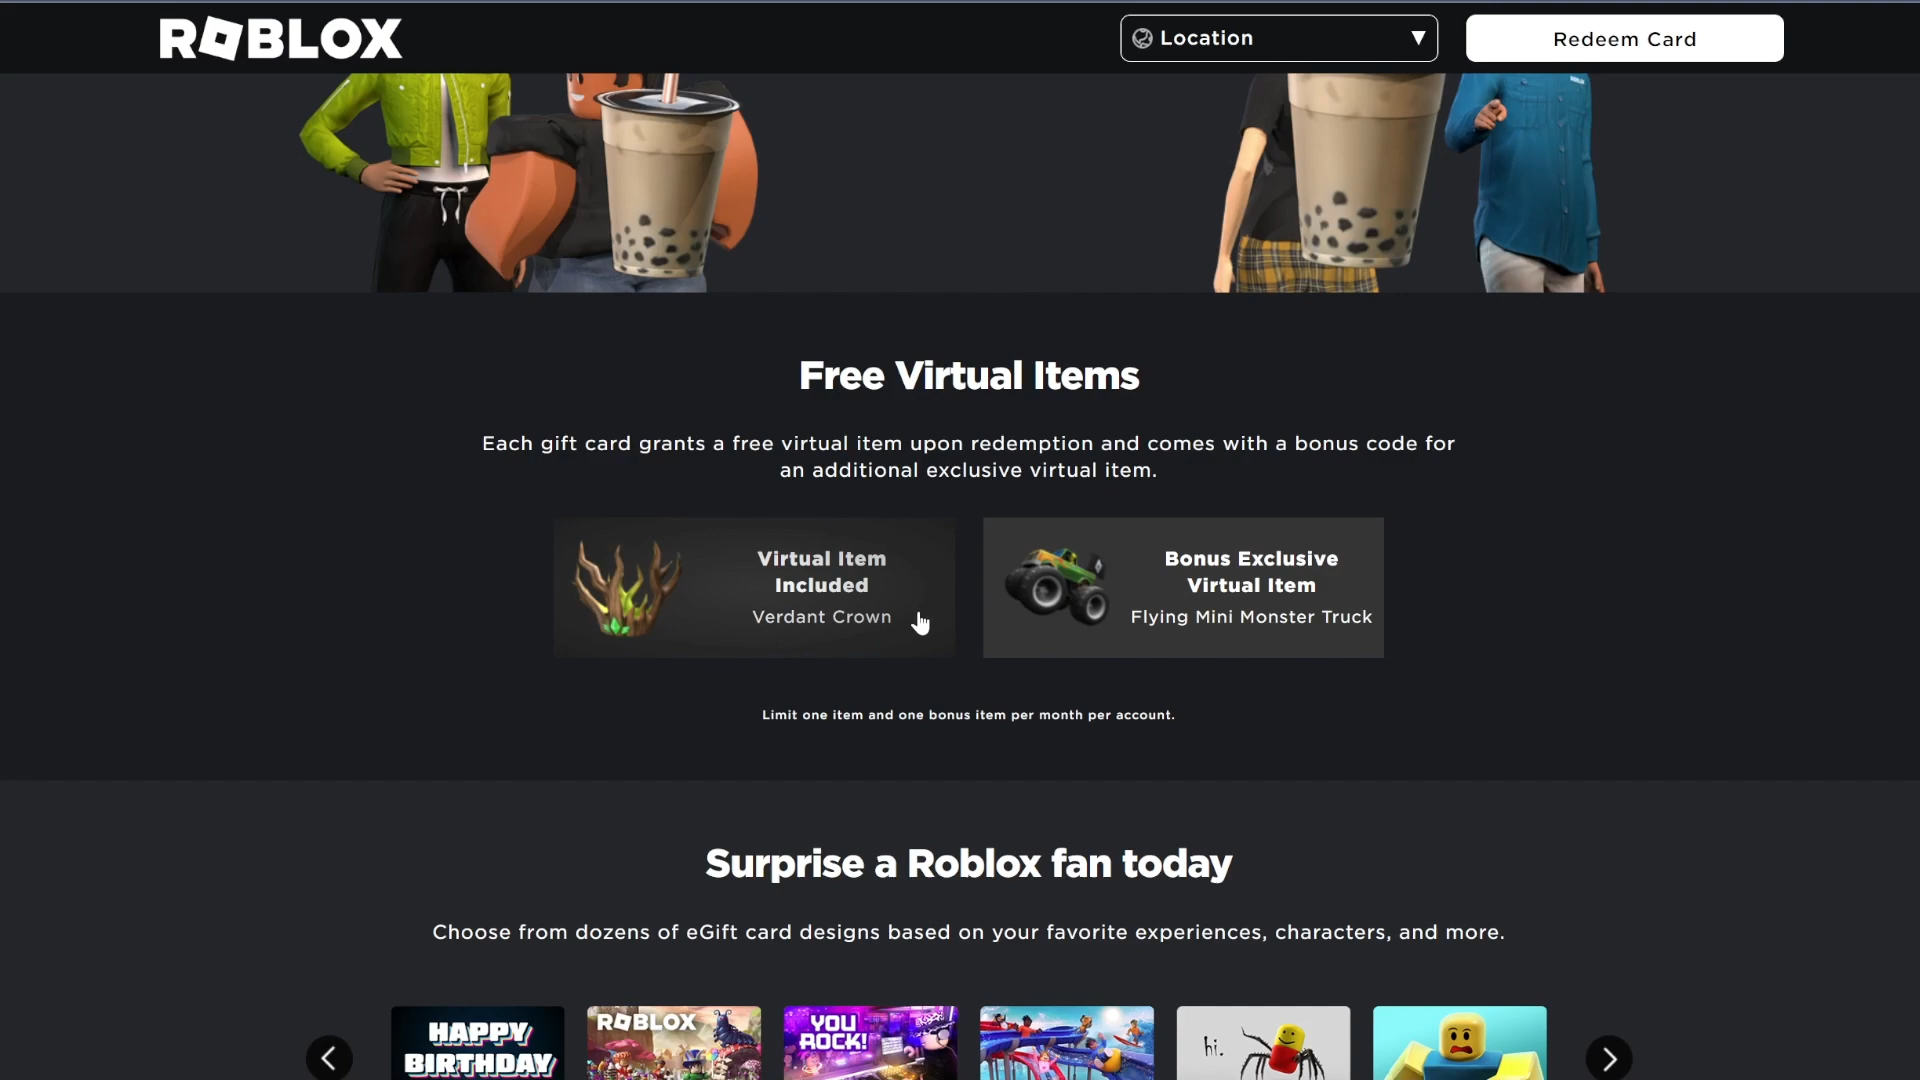 ROBLOX
Location
Redeem Card
Free Virtual Items
Each gift card grants a free virtual item upon redemption and comes with a bonus code for
an additional exclusive virtual item.
Virtual Item
Included
Verdant Crown
Bonus Exclusive
Virtual Item
Flying Mini Monster Truck
Limit one item and one bonus item per month per account.
Surprise a Roblox fan today
Choose from dozens of eGift card designs based on your favorite experiences, characters, and more.
HAPPY
BIRTHDAY
ROBLOX
YOU
ROCK!
hi.